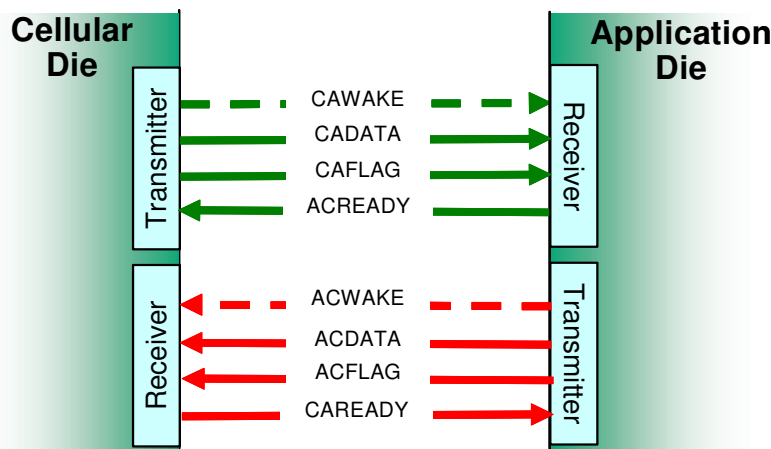 Cellular
Die
Application
Die
Transmitter
CAWAKE
CADATA
CAFLAG
ACREADY
Receiver
Receiver
ACWAKE
ACDATA
ACFLAG
CAREADY
Transmitter